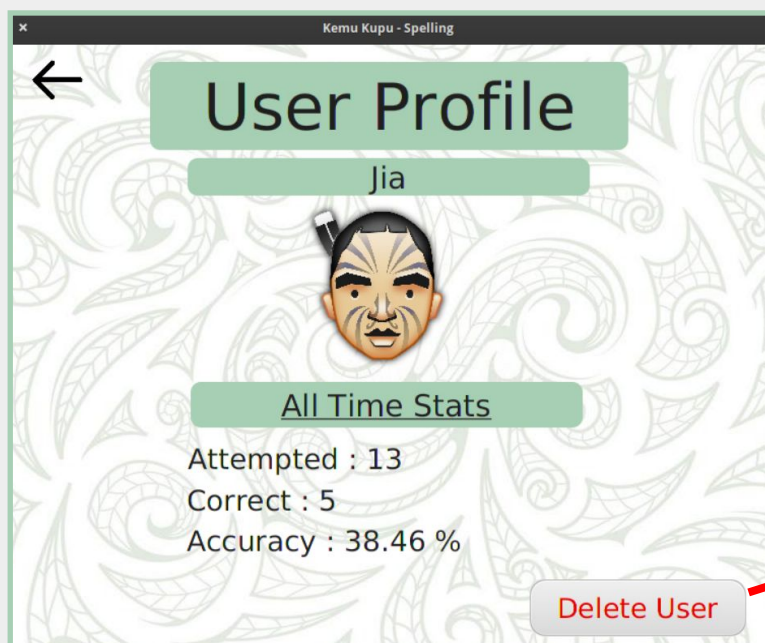 Kemu Kupu - Spelling
User Profile
Jia
All Time Stats
Attempted : 13
Correct : 5
Accuracy : 38.46 %
Delete User